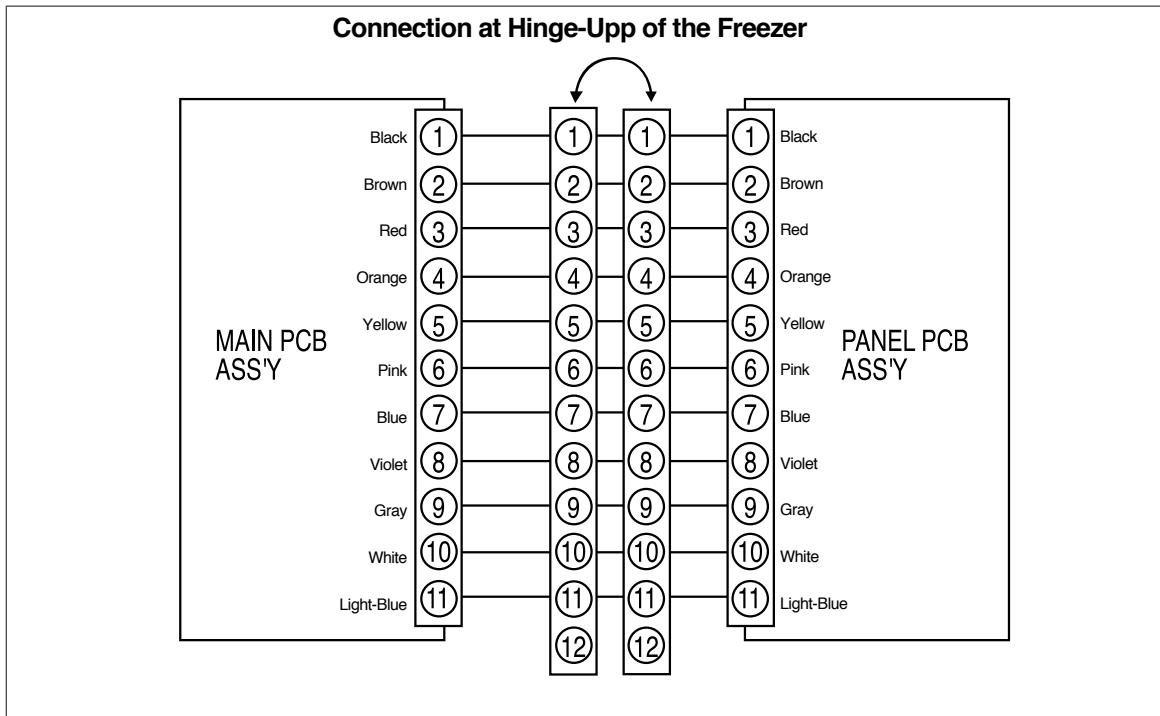 Connection at Hinge-Upp of the Freezer
Black 1 1 1 1 Black
Brown 2 2 2 2 Brown
Red 3 3 3 3 Red
Orange 4 4 4 4 Orange
Yellow 5 5 5 5 Yellow
MAIN PCB
ASS'Y
PANEL PCB
ASS'Y
Pink 6 6 6 6 Pink
Blue 7 7 7 7 Blue
Violet 8 8 8 8 Violet
Gray 9 9 9 9 Gray
White 10 10 10 10 White
Light-Blue 11 11 11 11 Light-Blue
12 12